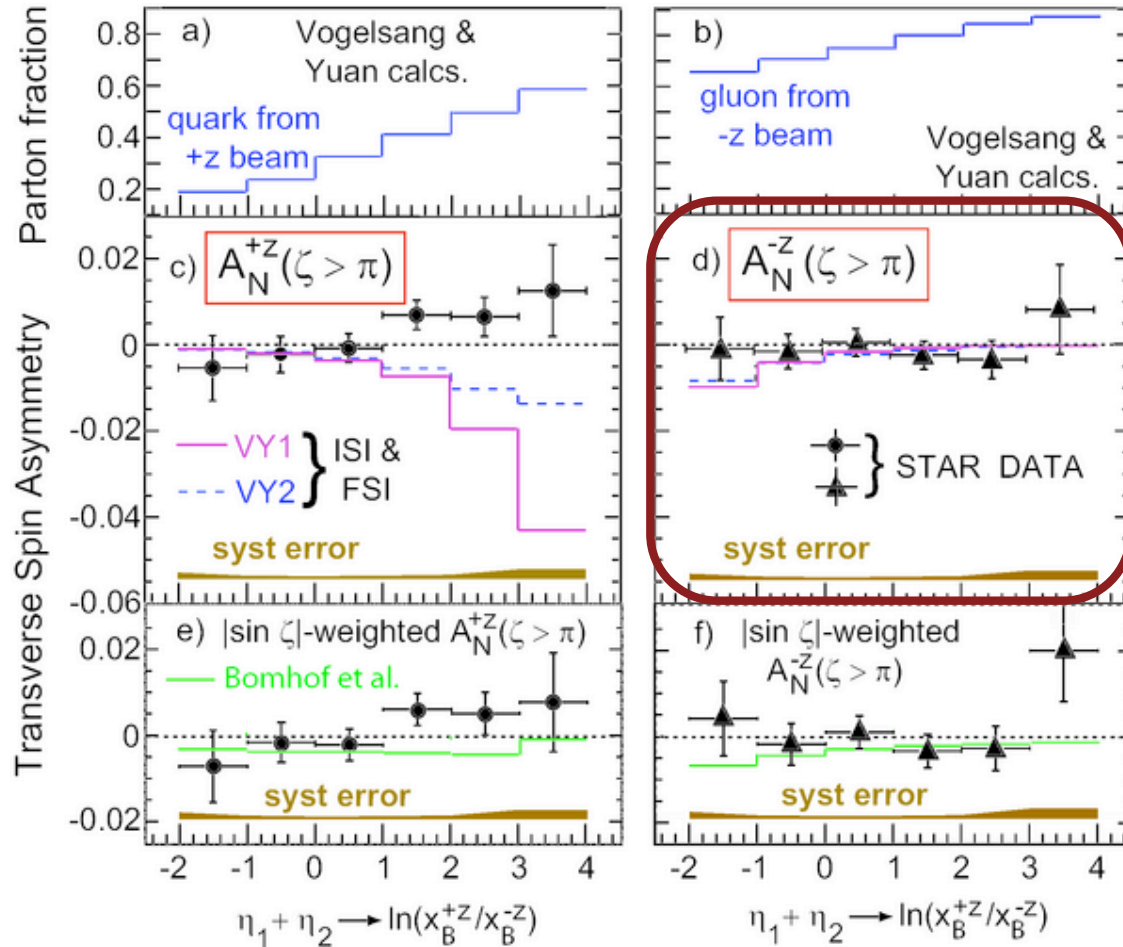 Parton fraction
0.8
0.6
0.4
0.2
a)
Vogelsang &
Yuan calcs.
quark from
+z beam
b)
gluon from
-z beam
Vogelsang &
Yuan calcs.
Transverse Spin Asymmetry
0.02
0
-0.02
-0.04
-0.06
c)
A_N^{+z}(ζ > π)
VY1
VY2
} ISI &
FSI
syst error
d)
A_N^{-z}(ζ > π)
} STAR DATA
syst error
0.02
0
-0.02
e) |sin ζ|-weighted A_N^{+z}(ζ > π)
Bomhof et al.
syst error
f) |sin ζ|-weighted
A_N^{-z}(ζ > π)
syst error
-2 -1 0 1 2 3 4
η₁ + η₂ → ln(x_B^{+z}/x_B^{-z})
-2 -1 0 1 2 3 4
η₁ + η₂ → ln(x_B^{+z}/x_B^{-z})